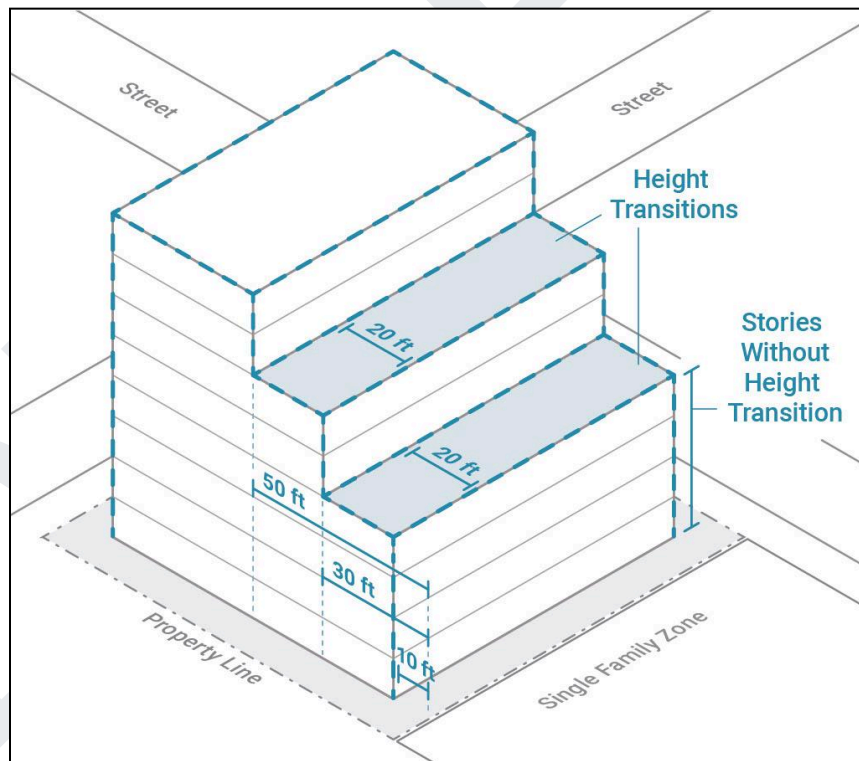 Street
Street
Height
Transitions
20 ft
Stories
Without
Height
Transition
20 ft
50 ft
30 ft
10 ft
Property Line
Single Family Zone